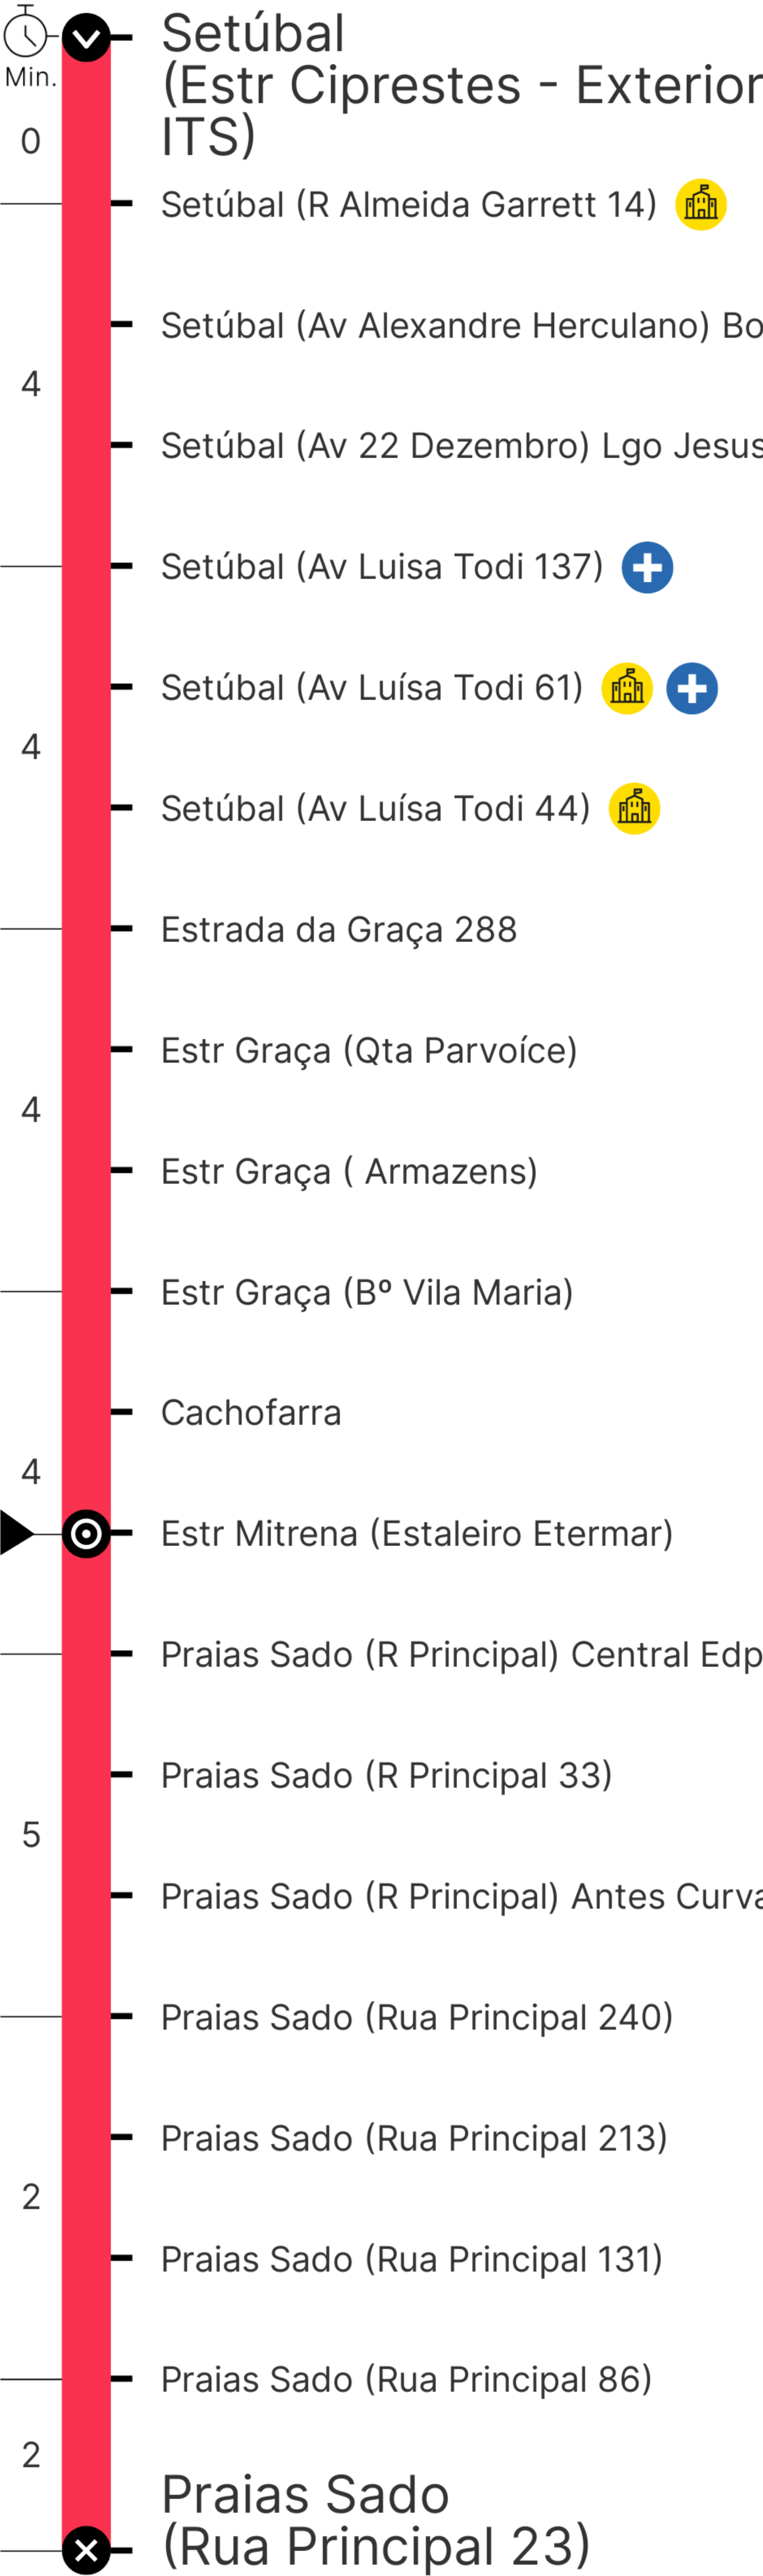 Setúbal
(Estr Ciprestes - Exterior
Min.
ITS)
0
Setúbal (R Almeida Garrett 14)
Setúbal (Av Alexandre Herculano) Bo
4
Setúbal (Av 22 Dezembro) Lgo Jesus
Setúbal (Av Luisa Todi 137)
Setúbal (Av Luísa Todi 61)
4
Setúbal (Av Luísa Todi 44)
Estrada da Graça 288
Estr Graça (Qta Parvoíce)
4
Estr Graça ( Armazens)
Estr Graça (Bº Vila Maria)
Cachofarra
4
Estr Mitrena (Estaleiro Etermar)
Praias Sado (R Principal) Central Edp
Praias Sado (R Principal 33)
5
Praias Sado (R Principal) Antes Curva
Praias Sado (Rua Principal 240)
Praias Sado (Rua Principal 213)
2
Praias Sado (Rua Principal 131)
Praias Sado (Rua Principal 86)
2
Praias Sado
(Rua Principal 23)